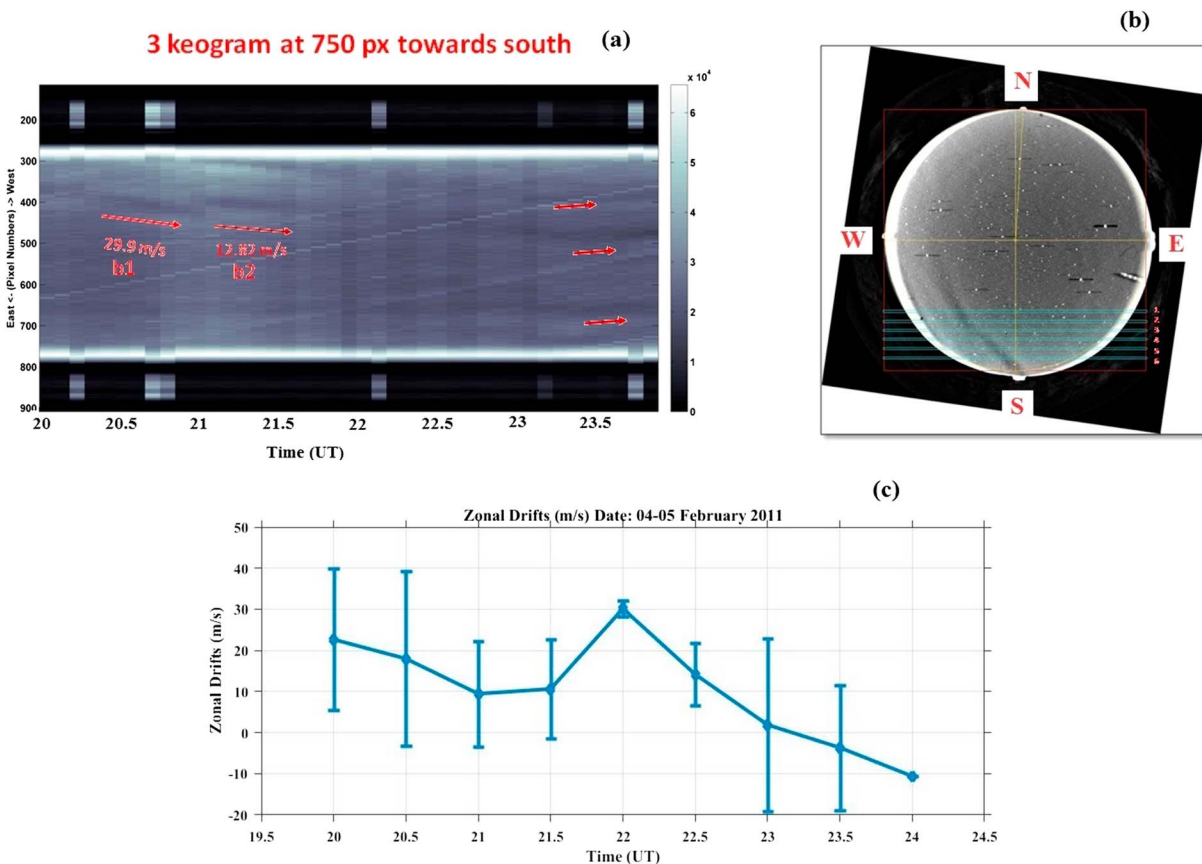 3 keogram at 750 px towards south
(a)
x 10⁴
200
300
400
500
600
700
800
900
East <- (Pixel Numbers) -> West
29.9 m/s
b1
12.82 m/s
b2
6
5
4
3
2
1
0
20
20.5
21
21.5
22
22.5
23
23.5
Time (UT)
(b)
N
W
E
S
1
2
3
4
5
6
(c)
Zonal Drifts (m/s) Date: 04-05 February 2011
Zonal Drifts (m/s)
50
40
30
20
10
0
-10
-20
19.5
20
20.5
21
21.5
22
22.5
23
23.5
24
24.5
Time (UT)